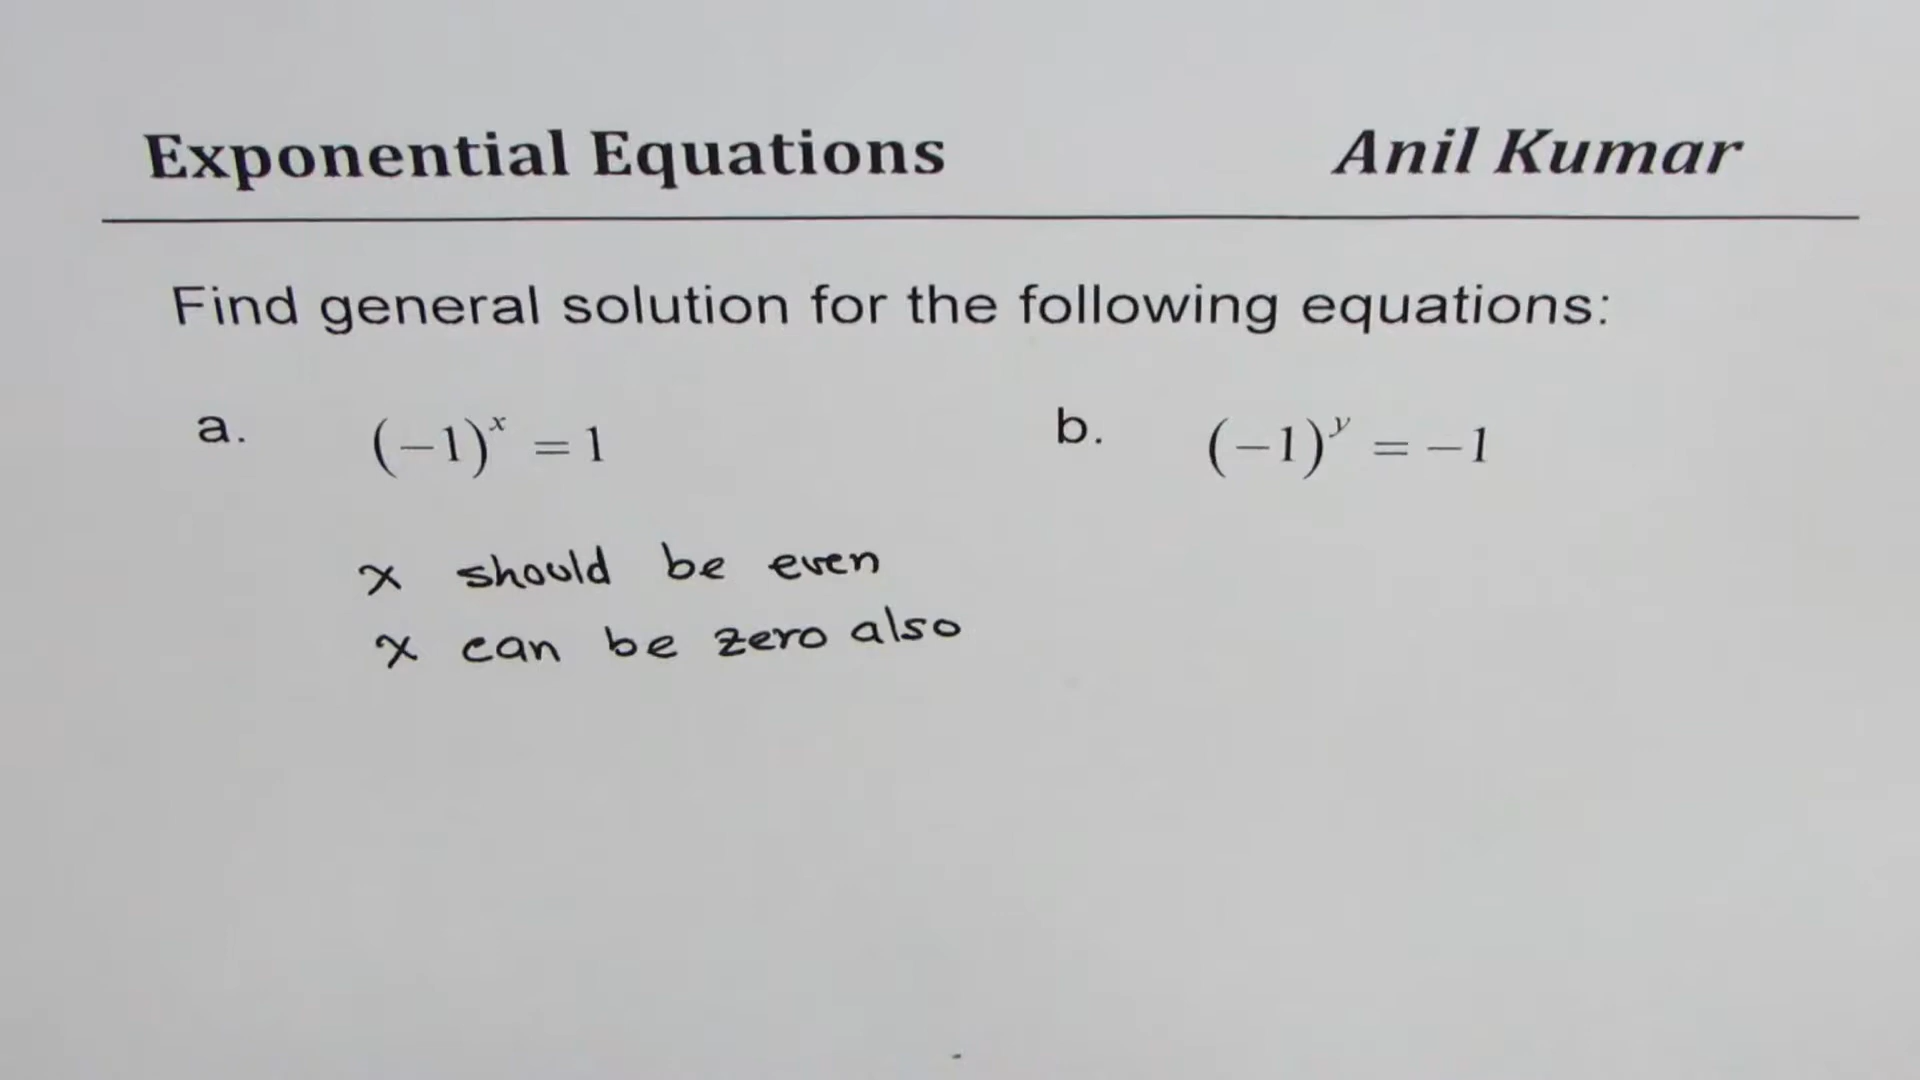 Exponential Equations Anil Kumar
Find general solution for the following equations:
a. (−1)ˣ = 1 b. (−1)ʸ = −1
x should be even
x can be zero also